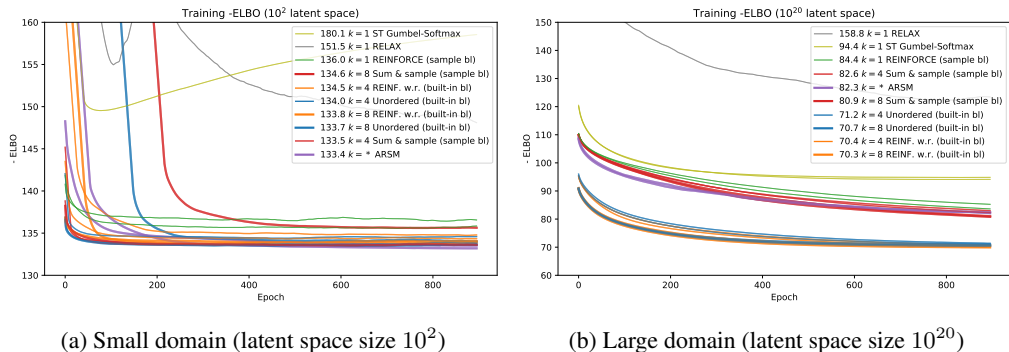 Training -ELBO (10² latent space)
- ELBO
160
155
150
145
140
135
130
0
200
400
600
800
Epoch
180.1 k = 1 ST Gumbel-Softmax
151.5 k = 1 RELAX
136.0 k = 1 REINFORCE (sample bl)
134.6 k = 8 Sum & sample (sample bl)
134.5 k = 4 REINF. w.r. (built-in bl)
134.0 k = 4 Unordered (built-in bl)
133.8 k = 8 REINF. w.r. (built-in bl)
133.7 k = 8 Unordered (built-in bl)
133.5 k = 4 Sum & sample (sample bl)
133.4 k = * ARSM
(a) Small domain (latent space size 10²)
Training -ELBO (10²⁰ latent space)
- ELBO
150
140
130
120
110
100
90
80
70
60
0
200
400
600
800
Epoch
158.8 k = 1 RELAX
94.4 k = 1 ST Gumbel-Softmax
84.4 k = 1 REINFORCE (sample bl)
82.6 k = 4 Sum & sample (sample bl)
82.3 k = * ARSM
80.9 k = 8 Sum & sample (sample bl)
71.2 k = 4 Unordered (built-in bl)
70.7 k = 8 Unordered (built-in bl)
70.4 k = 4 REINF. w.r. (built-in bl)
70.3 k = 8 REINF. w.r. (built-in bl)
(b) Large domain (latent space size 10²⁰)